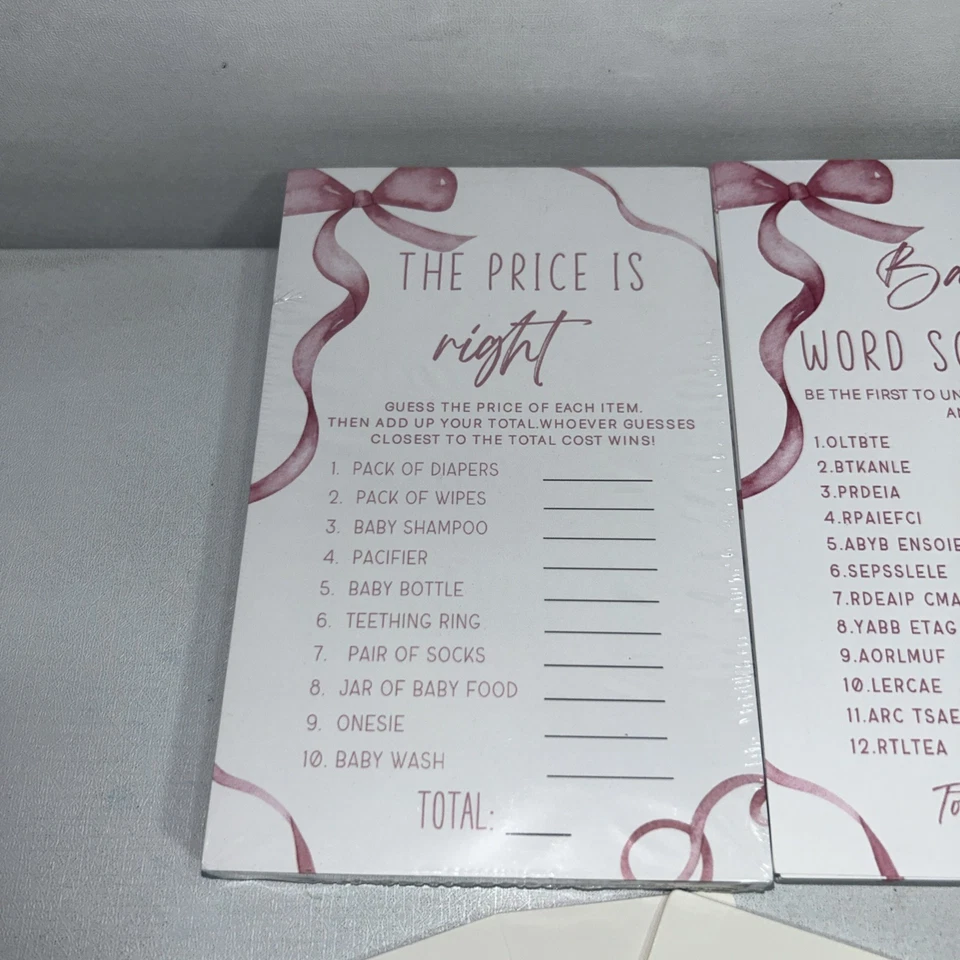 THE PRICE IS
right
GUESS THE PRICE OF EACH ITEM.
THEN ADD UP YOUR TOTAL.WHOEVER GUESSES
CLOSEST TO THE TOTAL COST WINS!
1. PACK OF DIAPERS
2. PACK OF WIPES
3. BABY SHAMPOO
4. PACIFIER
5. BABY BOTTLE
6. TEETHING RING
7. PAIR OF SOCKS
8. JAR OF BABY FOOD
9. ONESIE
10. BABY WASH
TOTAL:
Ba
WORD SC
BE THE FIRST TO UN
AN
1.OLTBTE
2.BTKANLE
3.PRDEIA
4.RPAIEFCI
5.ABYB ENSOIE
6.SEPSSLELE
7.RDEAIP CMA
8.YABB ETAG
9.AORLMUF
10.LERCAE
11.ARC TSAE
12.RTLTEA
To